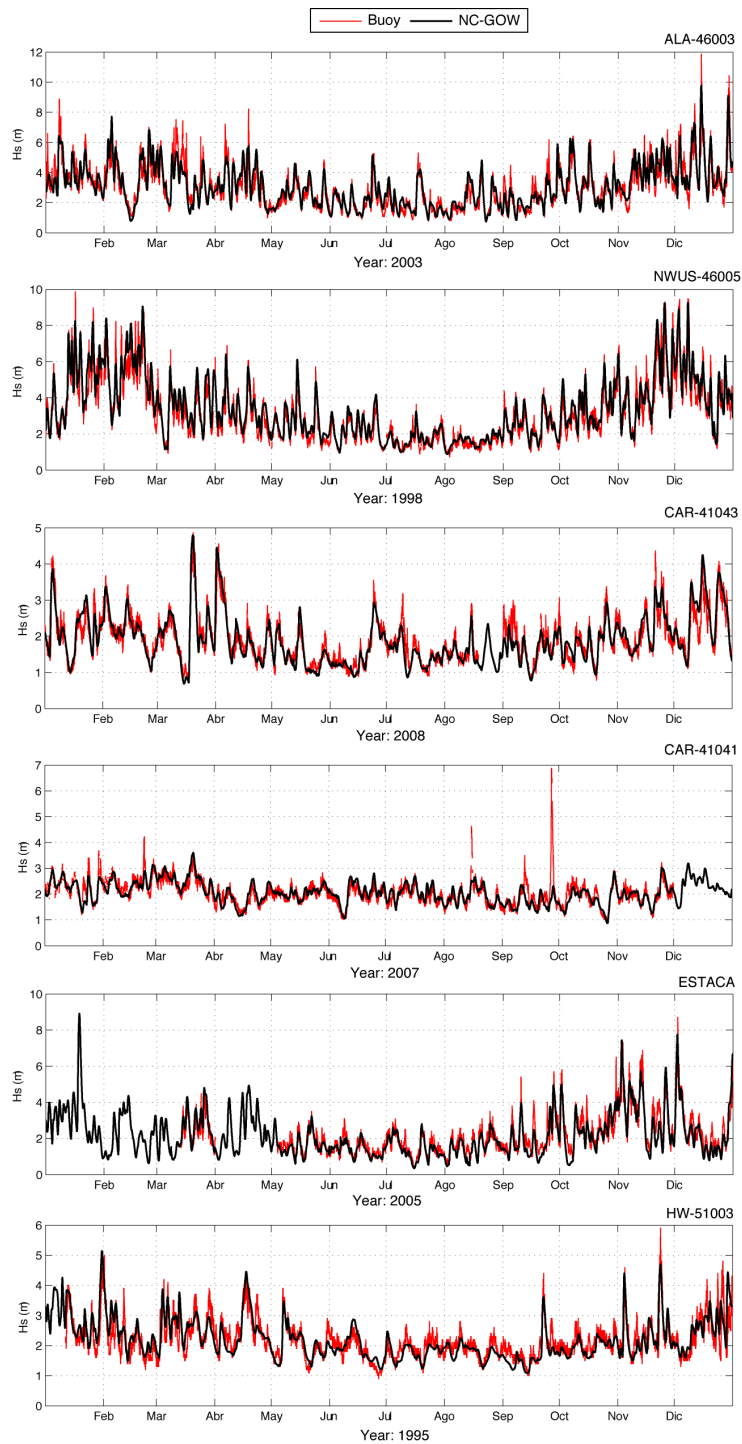 Buoy NC-GOW
ALA-46003
12
10
8
6
4
2
0
Hs (m)
Feb Mar Abr May Jun Jul Ago Sep Oct Nov Dic
Year: 2003
NWUS-46005
10
8
6
4
2
0
Hs (m)
Feb Mar Abr May Jun Jul Ago Sep Oct Nov Dic
Year: 1998
CAR-41043
5
4
3
2
1
0
Hs (m)
Feb Mar Abr May Jun Jul Ago Sep Oct Nov Dic
Year: 2008
CAR-41041
7
6
5
4
3
2
1
0
Hs (m)
Feb Mar Abr May Jun Jul Ago Sep Oct Nov Dic
Year: 2007
ESTACA
10
8
6
4
2
0
Hs (m)
Feb Mar Abr May Jun Jul Ago Sep Oct Nov Dic
Year: 2005
HW-51003
6
5
4
3
2
1
0
Hs (m)
Feb Mar Abr May Jun Jul Ago Sep Oct Nov Dic
Year: 1995